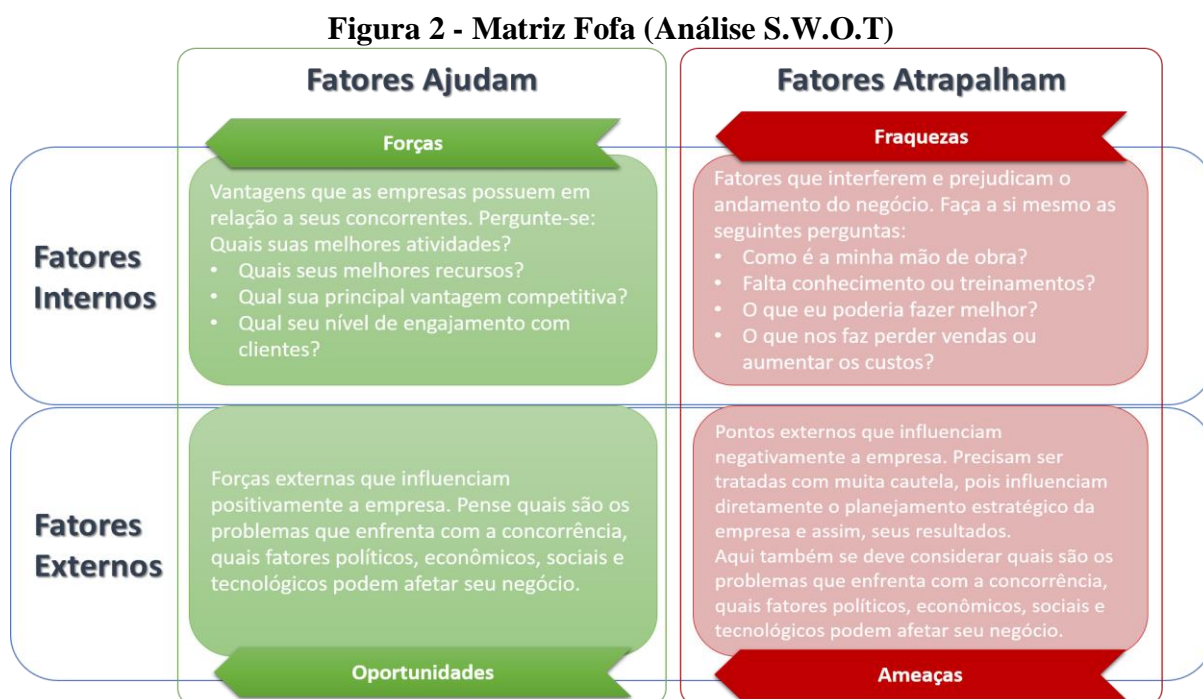 Figura 2 - Matriz Fofa (Análise S.W.O.T)
Fatores Ajudam
Fatores Atrapalham
Forças
Fraquezas
Fatores
Internos
Vantagens que as empresas possuem em
relação a seus concorrentes. Pergunte-se:
Quais suas melhores atividades?
• Quais seus melhores recursos?
• Qual sua principal vantagem competitiva?
• Qual seu nível de engajamento com
clientes?
Fatores que interferem e prejudicam o
andamento do negócio. Faça a si mesmo as
seguintes perguntas:
• Como é a minha mão de obra?
• Falta conhecimento ou treinamentos?
• O que eu poderia fazer melhor?
• O que nos faz perder vendas ou
aumentar os custos?
Fatores
Externos
Forças externas que influenciam
positivamente a empresa. Pense quais são os
problemas que enfrenta com a concorrência,
quais fatores políticos, econômicos, sociais e
tecnológicos podem afetar seu negócio.
Pontos externos que influenciam
negativamente a empresa. Precisam ser
tratadas com muita cautela, pois influenciam
diretamente o planejamento estratégico da
empresa e assim, seus resultados.
Aqui também se deve considerar quais são os
problemas que enfrenta com a concorrência,
quais fatores políticos, econômicos, sociais e
tecnológicos podem afetar seu negócio.
Oportunidades
Ameaças